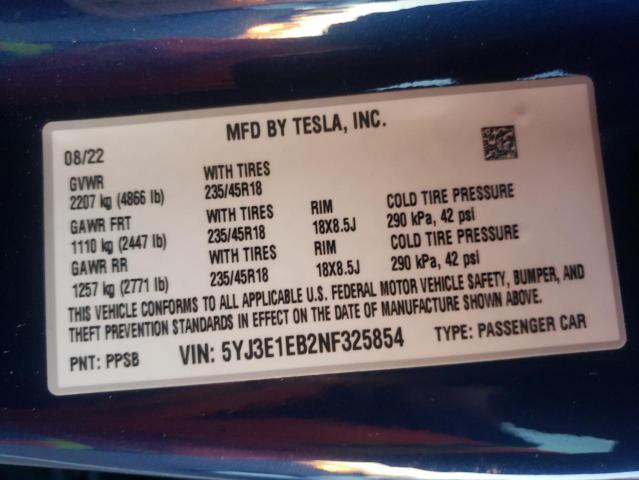 MFD BY TESLA, INC.
08/22
GVWR WITH TIRES
2207 kg (4866 lb) 235/45R18
GAWR FRT WITH TIRES RIM COLD TIRE PRESSURE
1110 kg (2447 lb) 235/45R18 18X8.5J 290 kPa, 42 psi
GAWR RR WITH TIRES RIM COLD TIRE PRESSURE
1257 kg (2771 lb) 235/45R18 18X8.5J 290 kPa, 42 psi
THIS VEHICLE CONFORMS TO ALL APPLICABLE U.S. FEDERAL MOTOR VEHICLE SAFETY, BUMPER, AND
THEFT PREVENTION STANDARDS IN EFFECT ON THE DATE OF MANUFACTURE SHOWN ABOVE.
PNT: PPSB VIN: 5YJ3E1EB2NF325854 TYPE: PASSENGER CAR